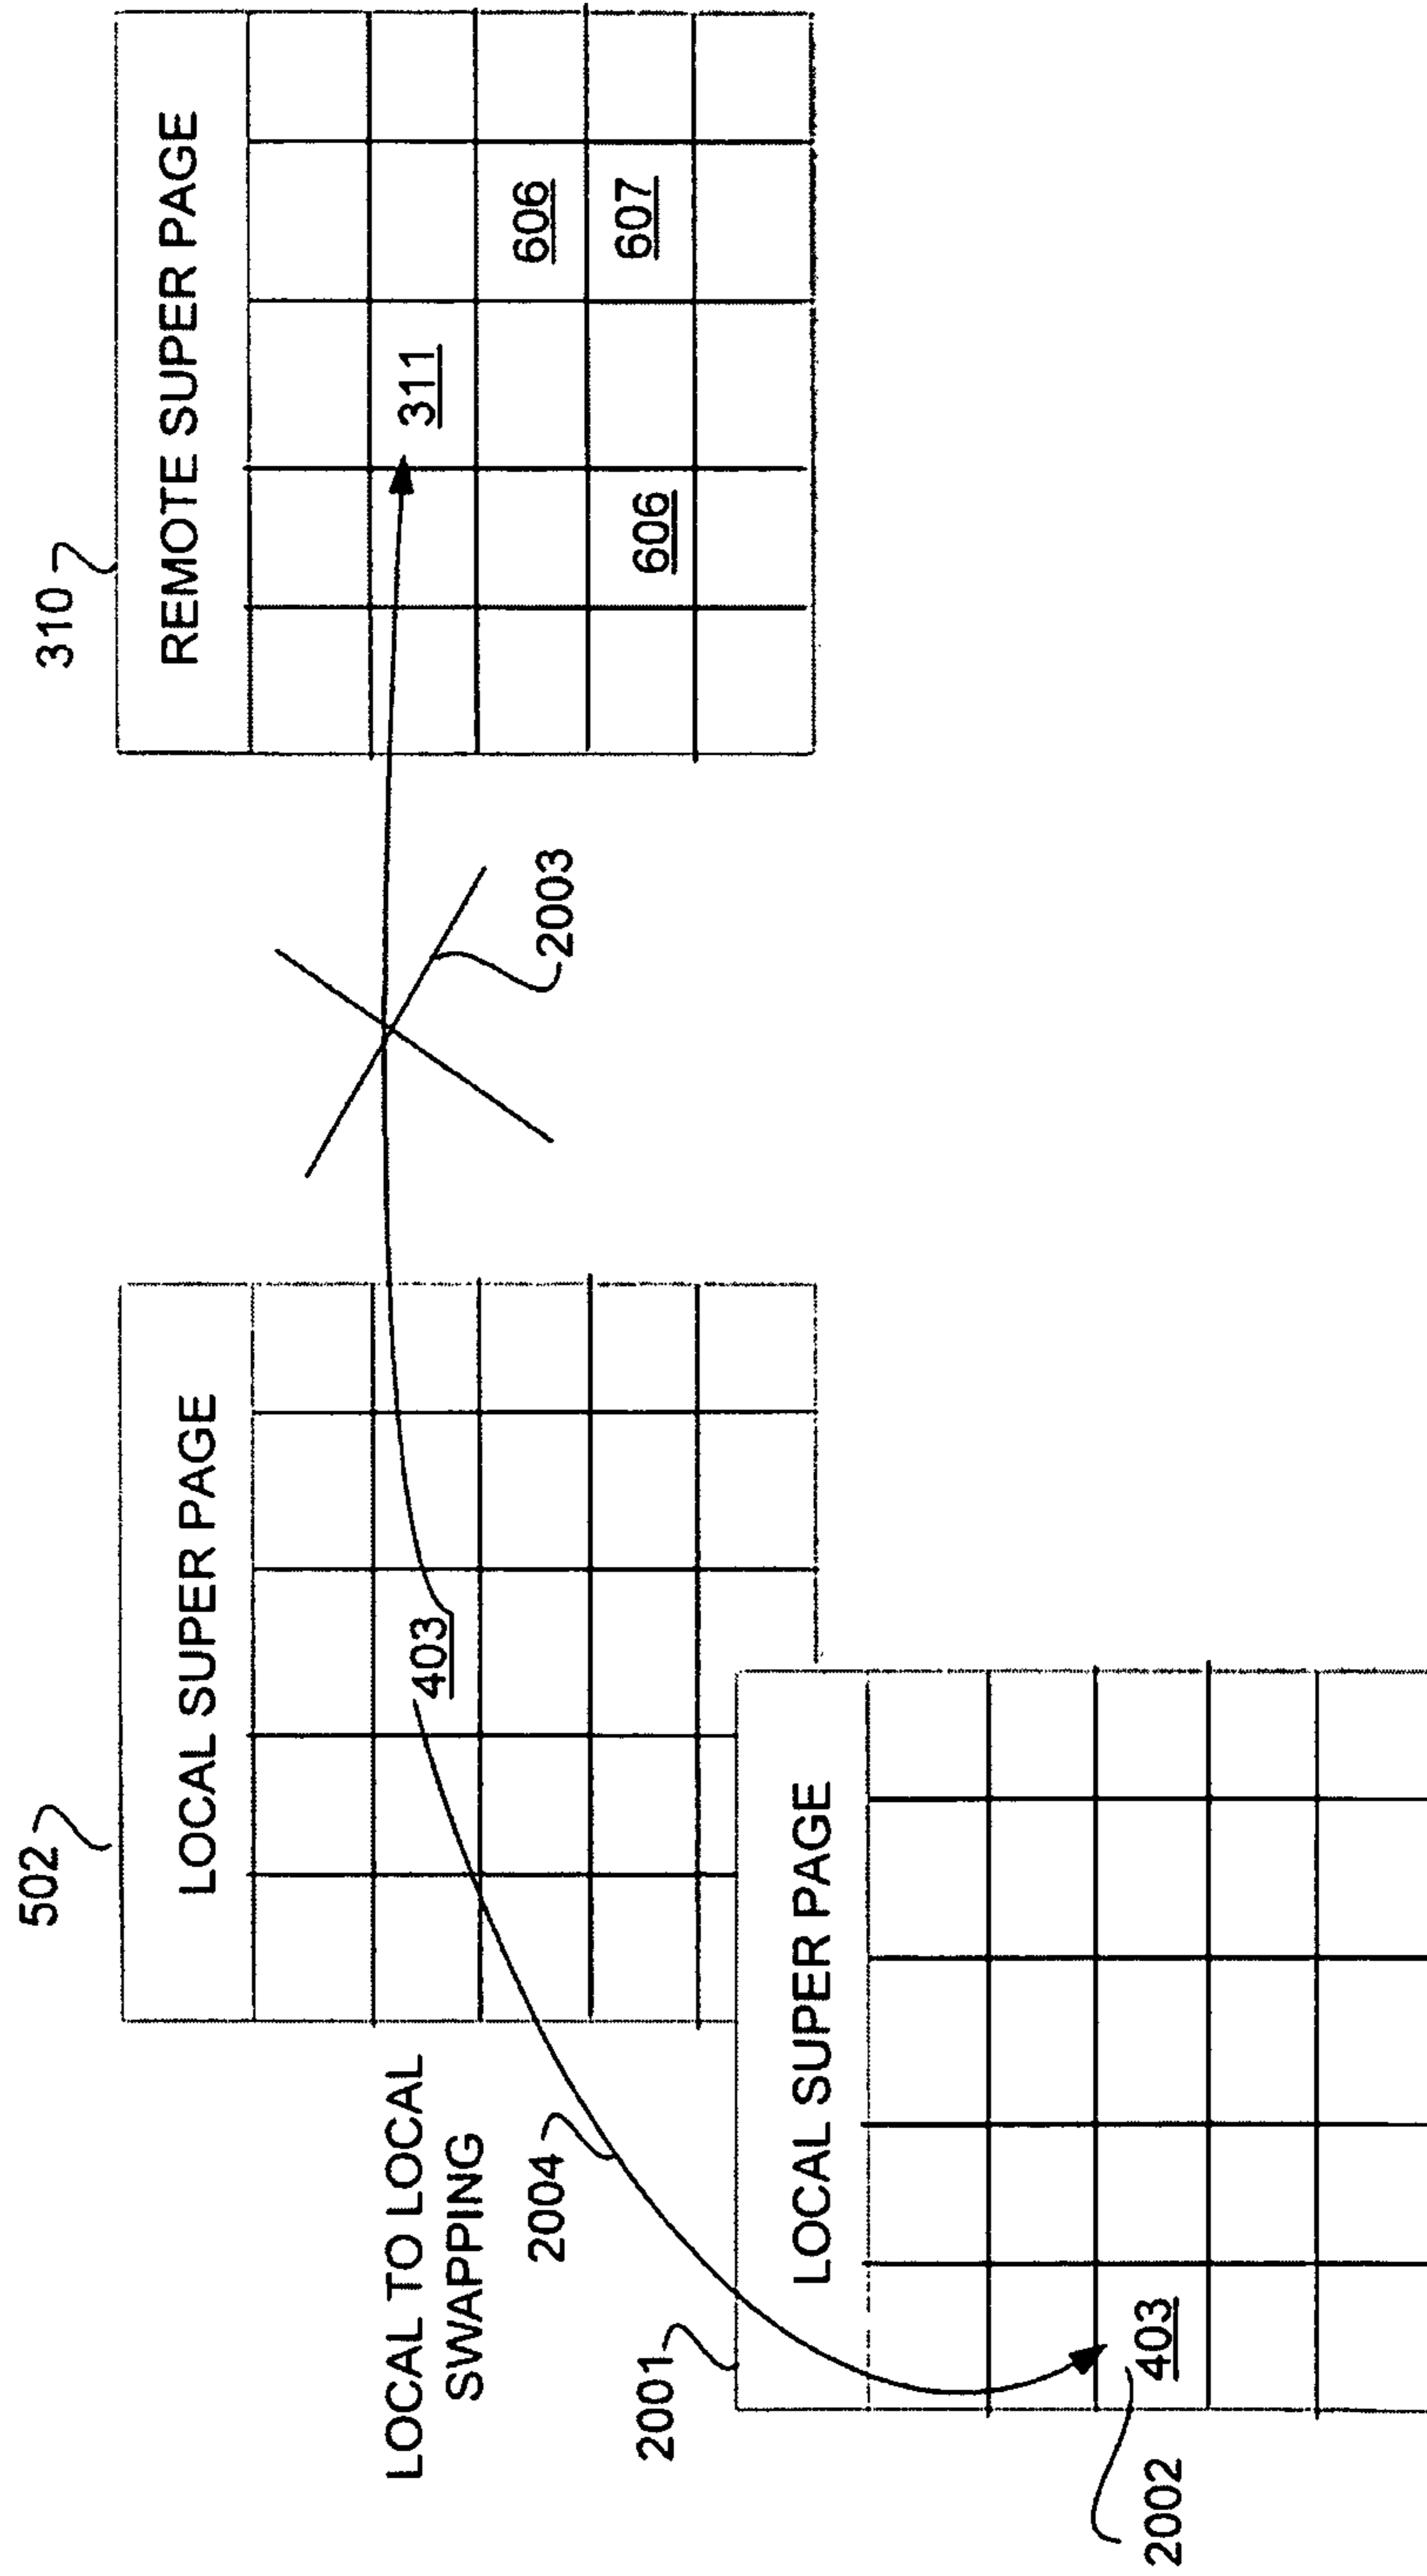 502
310
LOCAL SUPER PAGE
REMOTE SUPER PAGE
403
311
606
606
607
2003
LOCAL TO LOCAL
SWAPPING
2004
2001
LOCAL SUPER PAGE
403
2002